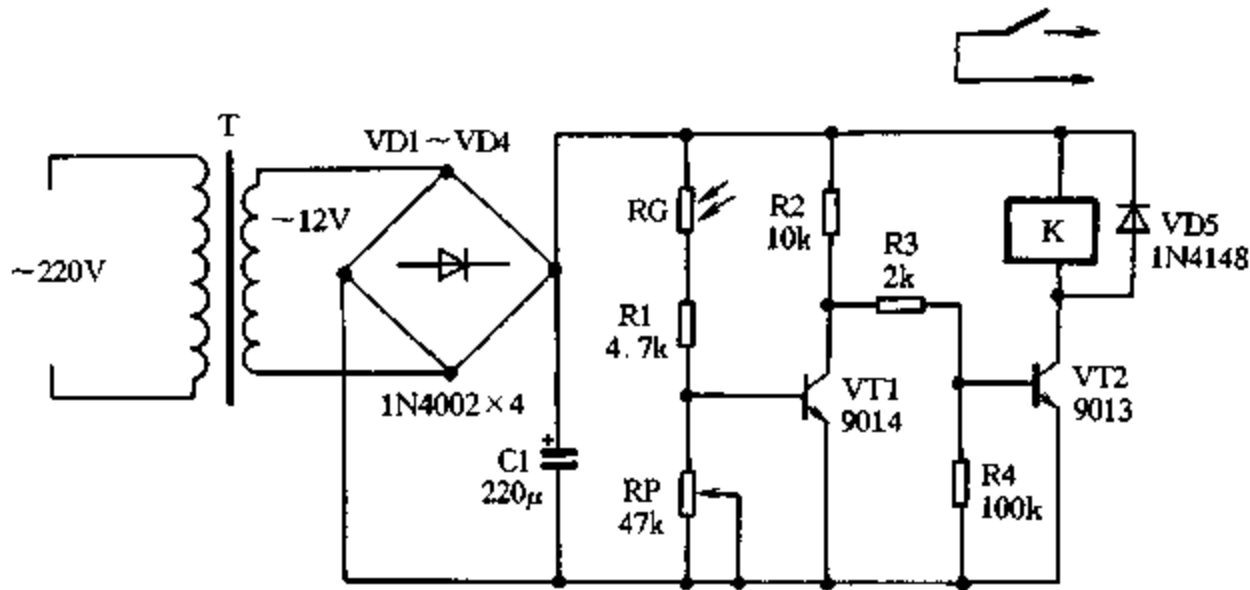 T
VD1～VD4
～12V
～220V
1N4002×4
C1
+
220μ
RG
R1
4.7k
RP
47k
R2
10k
R3
2k
VT1
9014
R4
100k
K
VD5
1N4148
VT2
9013